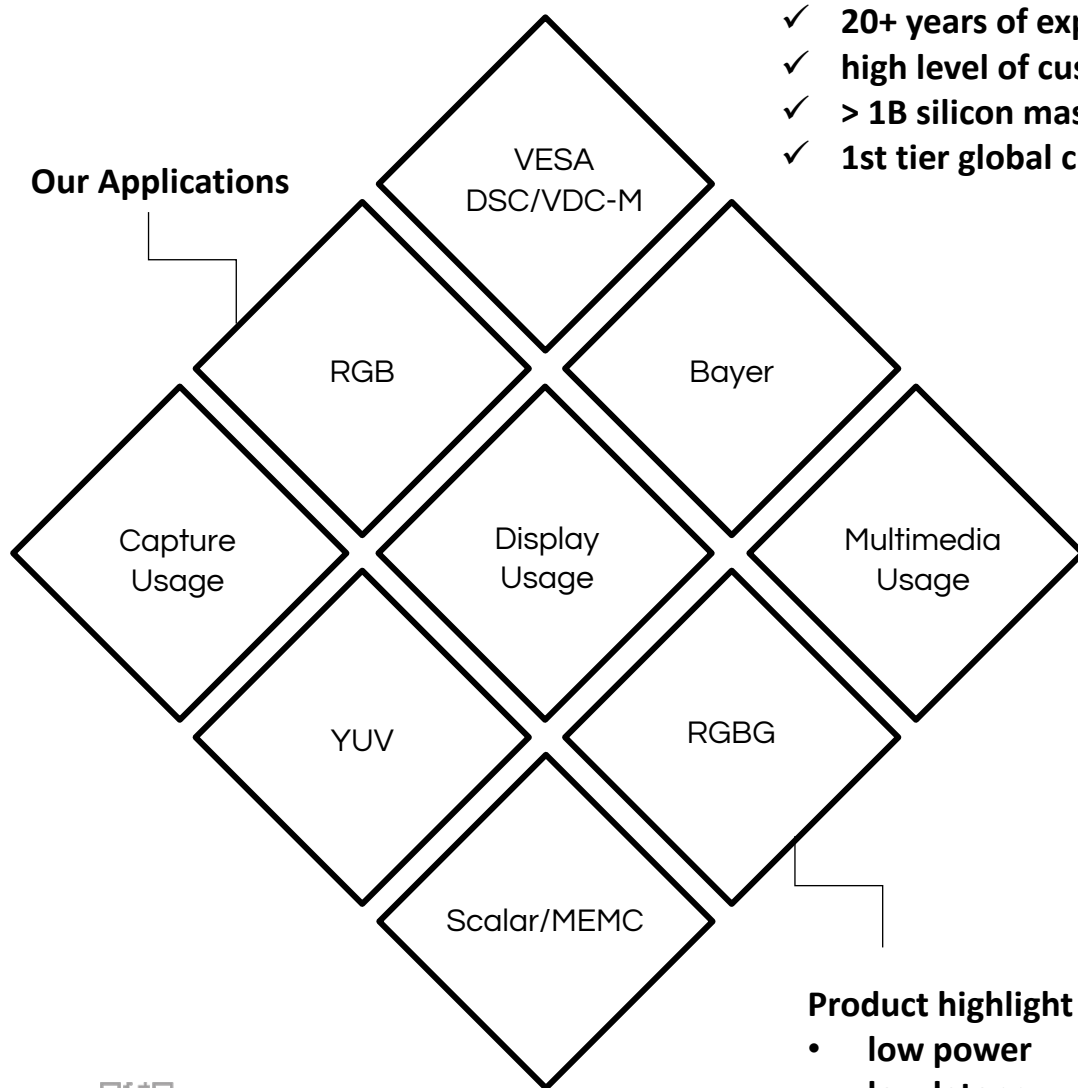 ✓ 20+ years of exp
✓ high level of cus
✓ > 1B silicon mas
✓ 1st tier global c
Our Applications
VESA
DSC/VDC-M
RGB
Bayer
Capture
Usage
Display
Usage
Multimedia
Usage
YUV
RGBG
Scalar/MEMC
Product highlight
• low power